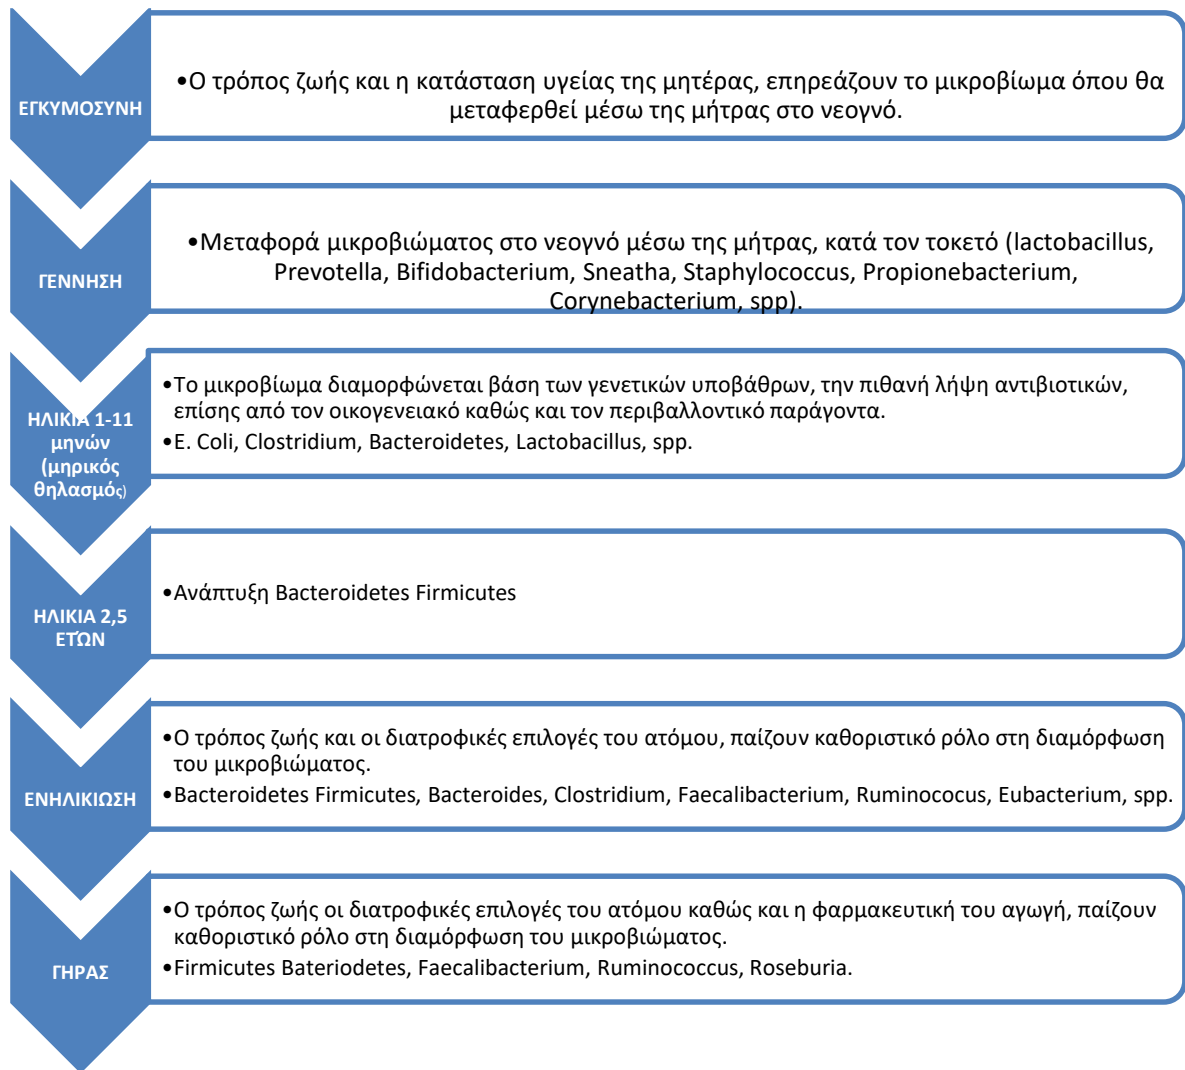 ΕΓΚΥΜΟΣΥΝΗ
•Ο τρόπος ζωής και η κατάσταση υγείας της μητέρας, επηρεάζουν το μικροβίωμα όπου θα
μεταφερθεί μέσω της μήτρας στο νεογνό.
ΓΕΝΝΗΣΗ
•Μεταφορά μικροβιώματος στο νεογνό μέσω της μήτρας, κατά τον τοκετό (lactobacillus,
Prevotella, Bifidobacterium, Sneatha, Staphylococcus, Propionebacterium,
Corynebacterium, spp).
ΗΛΙΚΙΑ 1-11
μηνών
(μηρικός
θηλασμός)
•Το μικροβίωμα διαμορφώνεται βάση των γενετικών υποβάθρων, την πιθανή λήψη αντιβιοτικών,
επίσης από τον οικογενειακό καθώς και τον περιβαλλοντικό παράγοντα.
•E. Coli, Clostridium, Bacteroidetes, Lactobacillus, spp.
ΗΛΙΚΙΑ 2,5
ΕΤΏΝ
•Ανάπτυξη Bacteroidetes Firmicutes
ΕΝΗΛΙΚΙΩΣΗ
•Ο τρόπος ζωής και οι διατροφικές επιλογές του ατόμου, παίζουν καθοριστικό ρόλο στη διαμόρφωση
του μικροβιώματος.
•Bacteroidetes Firmicutes, Bacteroides, Clostridium, Faecalibacterium, Ruminococus, Eubacterium, spp.
ΓΗΡΑΣ
•Ο τρόπος ζωής οι διατροφικές επιλογές του ατόμου καθώς και η φαρμακευτική του αγωγή, παίζουν
καθοριστικό ρόλο στη διαμόρφωση του μικροβιώματος.
•Firmicutes Bateriodetes, Faecalibacterium, Ruminococcus, Roseburia.